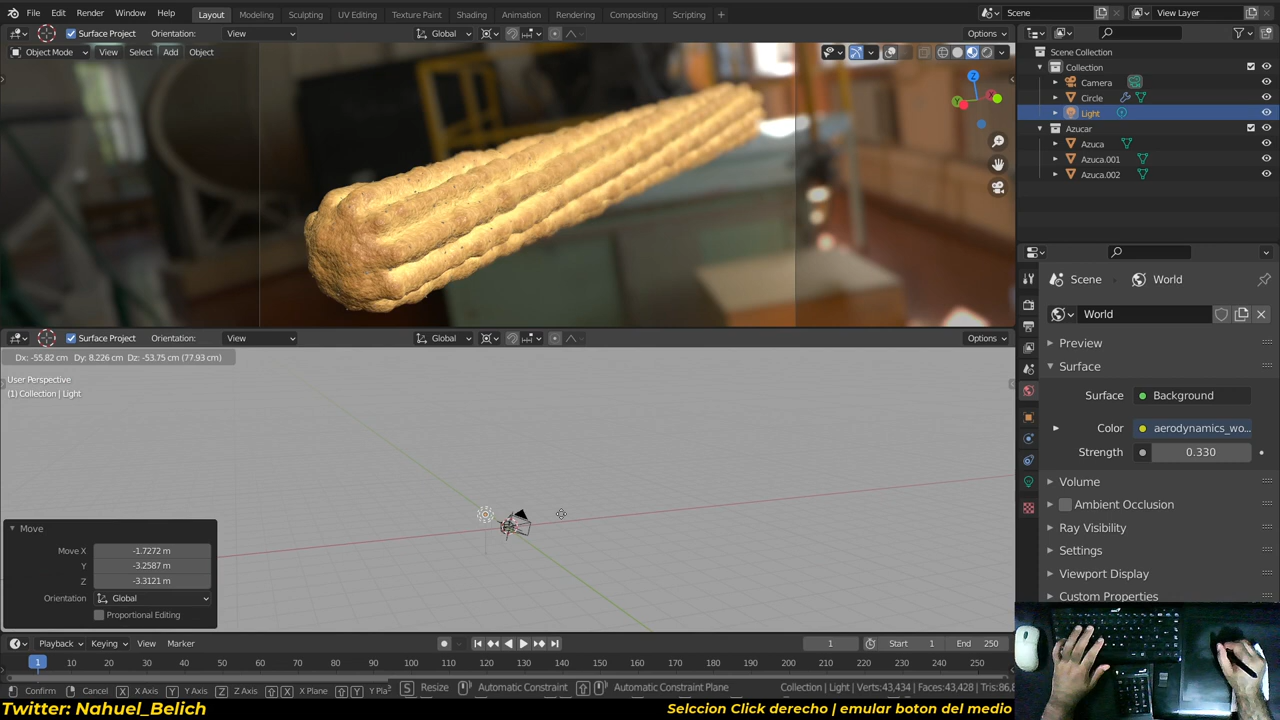 File Edit Render Window Help Layout Modeling Sculpting UV Editing Texture Paint Shading Animation Rendering Compositing Scripting Scene View Layer
Surface Project Orientation: View Global Options
Object Mode View Select Add Object
Scene Collection
Collection
Camera
Circle
Light
Azucar
Azuca
Azuca.001
Azuca.002
Surface Project Orientation: View Global Options
Dx: -55.82 cm Dy: 8.226 cm Dz: -53.75 cm (77.93 cm)
User Perspective
(1) Collection | Light
Move
Move X -1.7272 m
Y -3.2587 m
Z -3.3121 m
Orientation Global
Proportional Editing
Scene World
World
Preview
Surface
Surface Background
Color aerodynamics_wo...
Strength 0.330
Volume
Ambient Occlusion
Ray Visibility
Settings
Viewport Display
Custom Properties
Playback Keying View Marker 1 Start 1 End 250
1 10 20 30 40 50 60 70 80 90 100 110 120 130 140 150 160 170 180 190 200 210 220 230 240 250
Confirm Cancel X X Axis Y Y Axis Z Z Axis X X Plane Y Y Pla S Resize Automatic Constraint Automatic Constraint Plane Collection | Light | Verts:43,434 | Faces:43,428 | Tris:86,8
Twitter: Nahuel_Belich
Selccion Click derecho | emular boton del medio